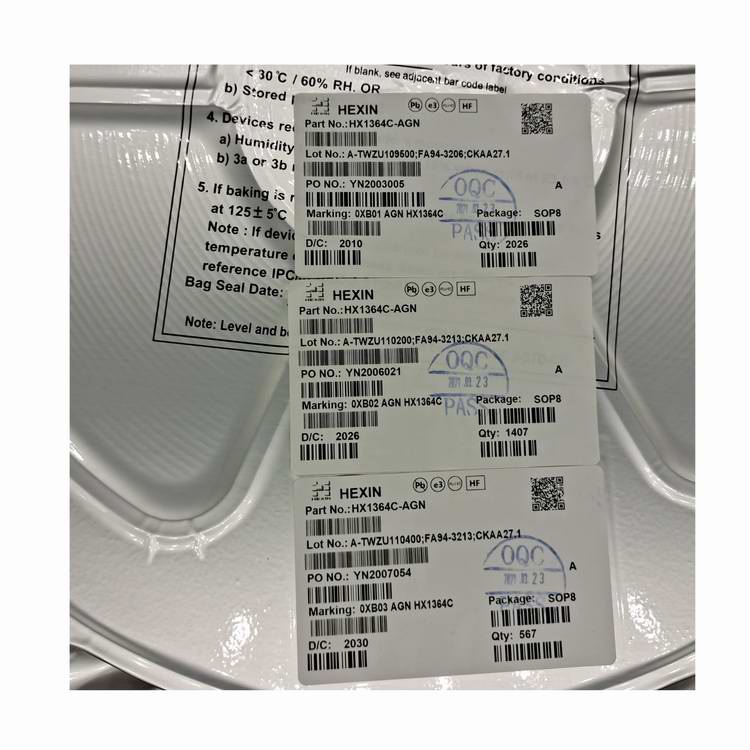 urs of factory conditions
If blank, see adjacent bar code label
< 30°C / 60% RH. OR
b) Stored
4. Devices
a) Humidity
b) 3a or 3b
5. If baking is
at 125± 5°C
Note : If
temperature
reference
Bag Seal Date:
Note: Level and
HEXIN
Pb e3 HF
Part No.:HX1364C-AGN
Lot No.: A-TWZU109500;FA94-3206;CKAA27.1
PO NO.: YN2003005
A
Marking: 0XB01 AGN HX1364C
Package: SOP8
D/C: 2010
Qty: 2026
OQC
PASS
HEXIN
Pb e3 HF
Part No.:HX1364C-AGN
Lot No.: A-TWZU110200;FA94-3213;CKAA27.1
PO NO.: YN2006021
A
Marking: 0XB02 AGN HX1364C
Package: SOP8
D/C: 2026
Qty: 1407
OQC
PASS
HEXIN
Pb e3 HF
Part No.:HX1364C-AGN
Lot No.: A-TWZU110400;FA94-3213;CKAA27.1
PO NO.: YN2007054
A
Marking: 0XB03 AGN HX1364C
Package: SOP8
D/C: 2030
Qty: 567
OQC